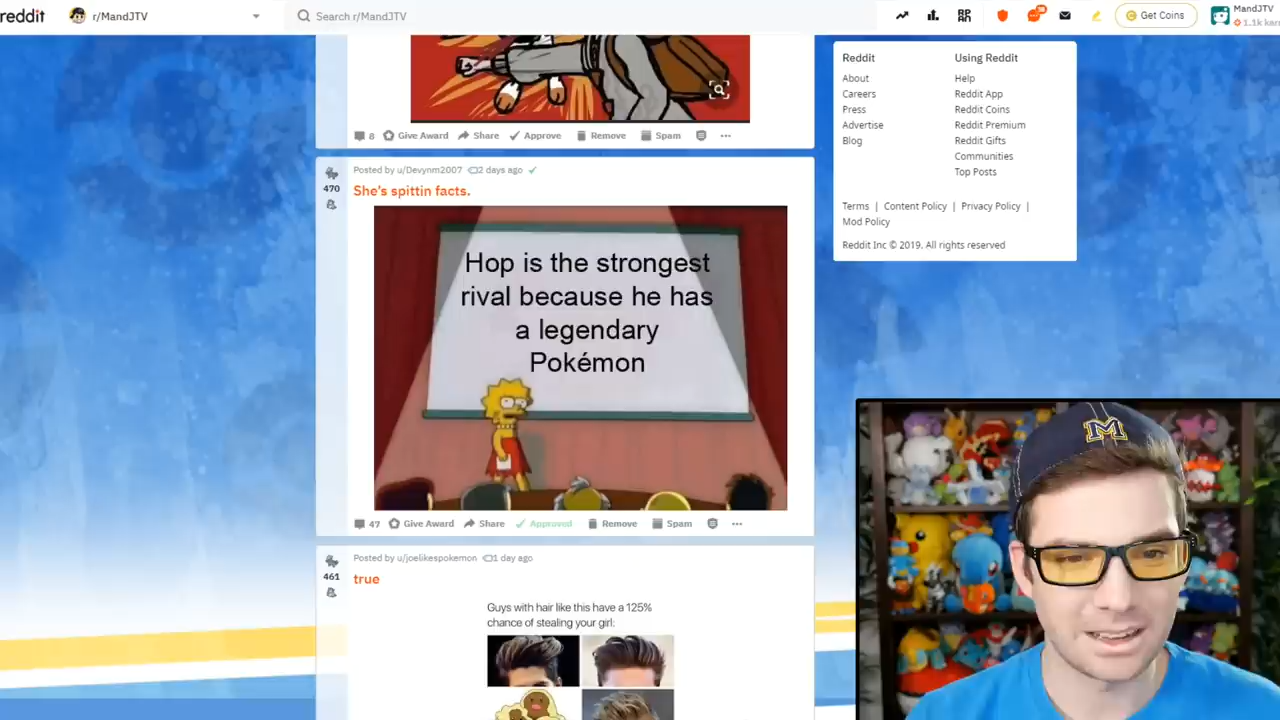 reddit
r/MandJTV
Search r/MandJTV
Get Coins
MandJTV
8 Give Award Share Approve Remove Spam
Posted by u/Devynm2007 2 days ago
470
She's spittin facts.
Hop is the strongest
rival because he has
a legendary
Pokémon
47 Give Award Share Approved Remove Spam
Posted by u/joelikespokemon 1 day ago
461
true
Guys with hair like this have a 125%
chance of stealing your girl:
Reddit
Using Reddit
About
Help
Careers
Reddit App
Press
Reddit Coins
Advertise
Reddit Premium
Blog
Reddit Gifts
Communities
Top Posts
Terms | Content Policy | Privacy Policy |
Mod Policy
Reddit Inc © 2019. All rights reserved
M